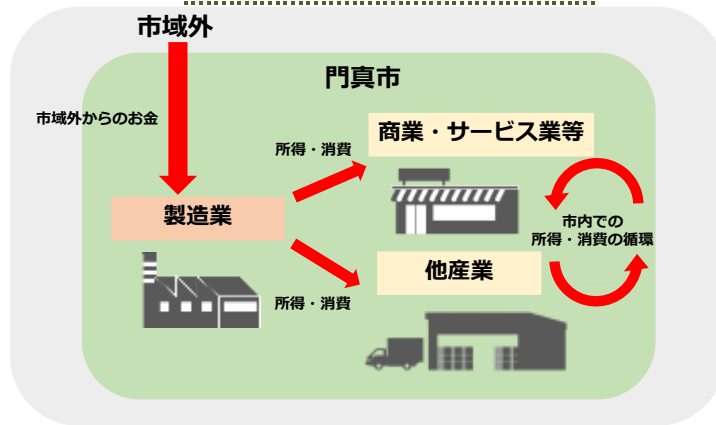 市域外
門真市
市域外からのお金
商業・サービス業等
所得・消費
製造業
市内での
所得・消費の循環
他産業
所得・消費